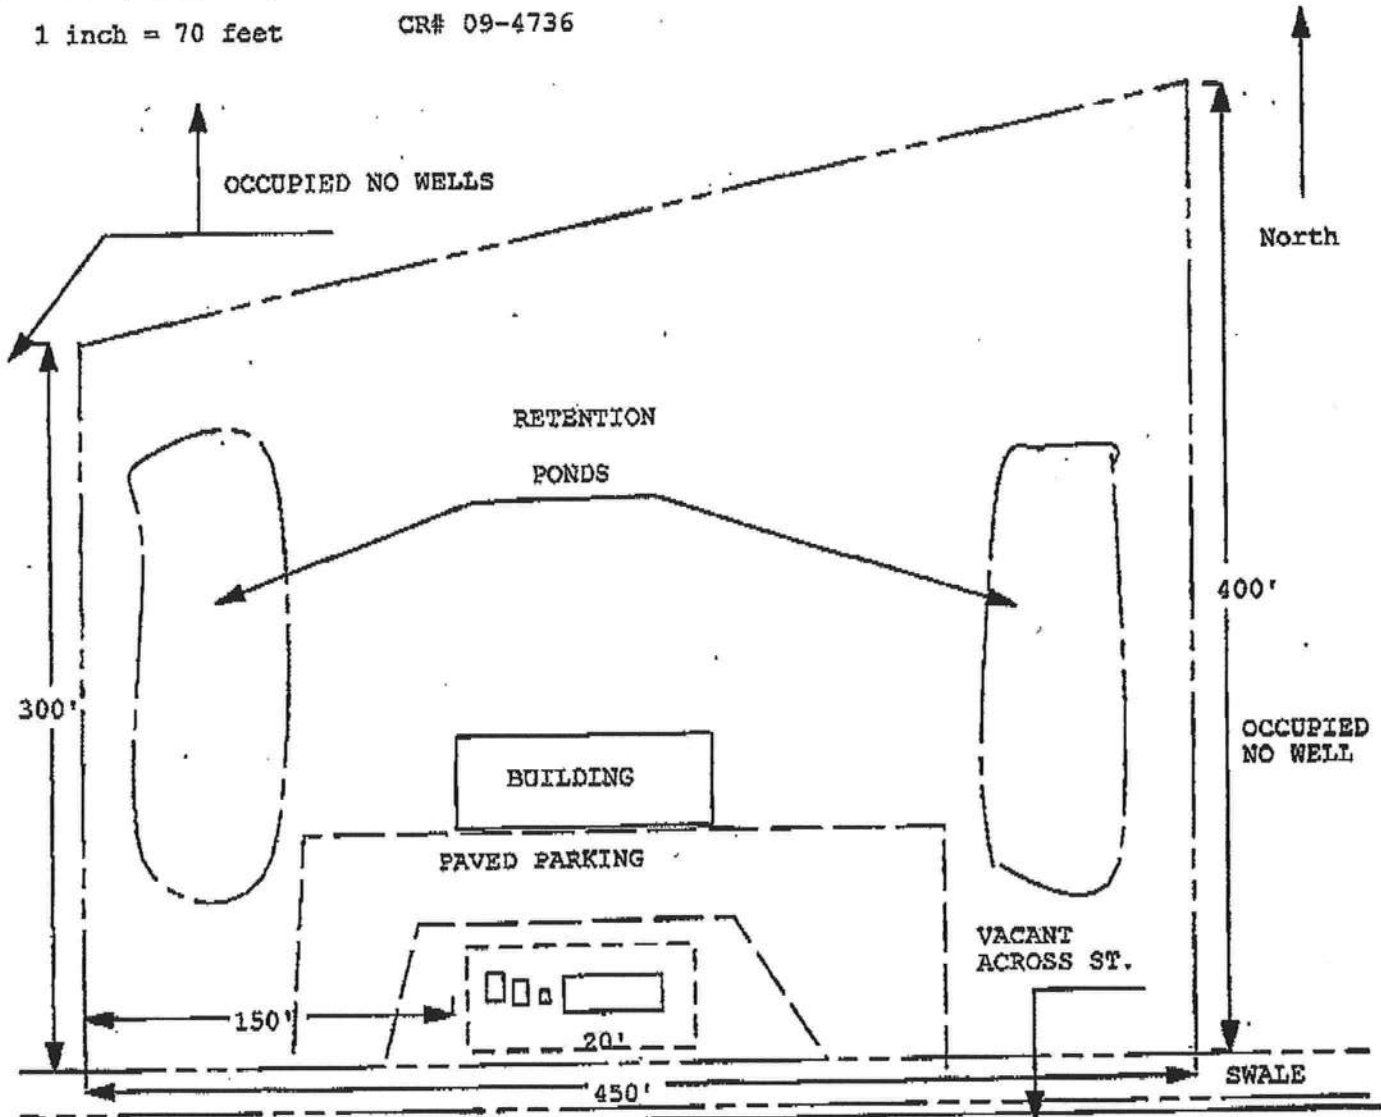 1 inch = 70 feet
CR# 09-4736
OCCUPIED NO WELLS
North
RETENTION
PONDS
400'
300'
OCCUPIED
NO WELL
BUILDING
PAVED PARKING
VACANT
ACROSS ST.
150'
20'
SWALE
450'